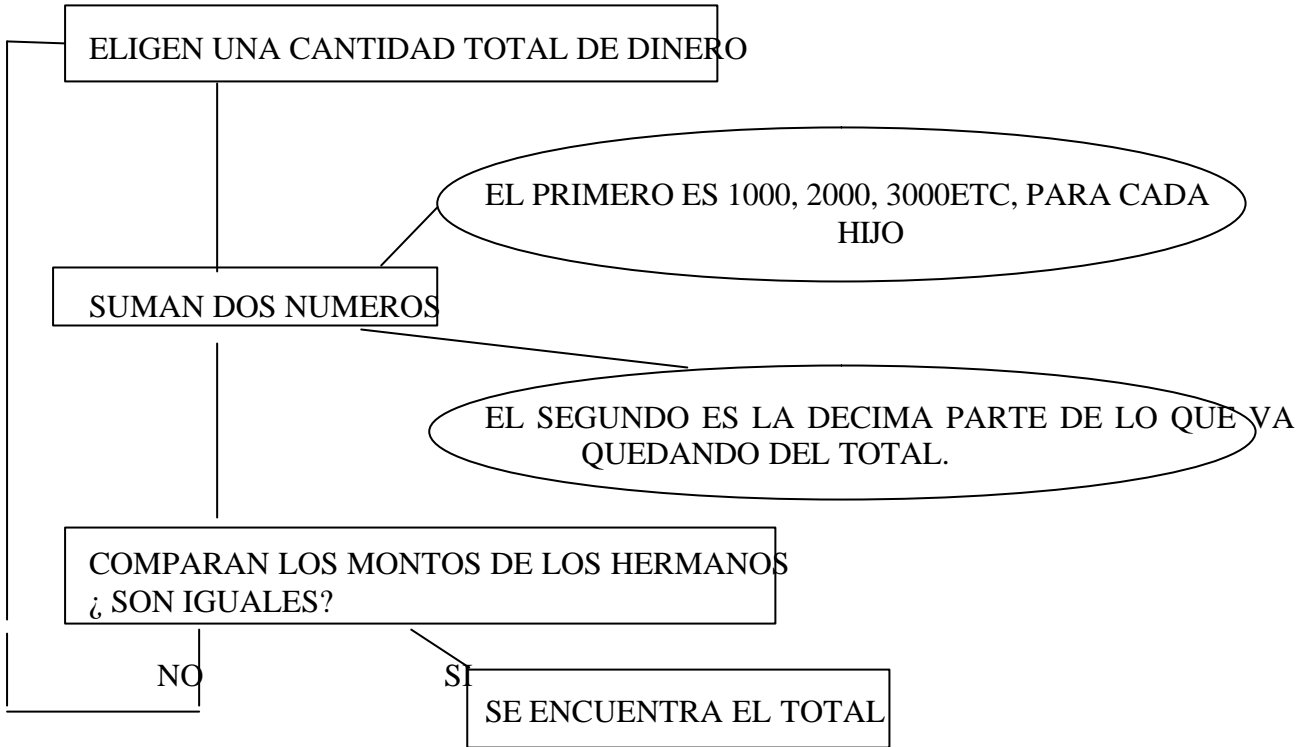 ELIGEN UNA CANTIDAD TOTAL DE DINERO
EL PRIMERO ES 1000, 2000, 3000ETC, PARA CADA
HIJO
SUMAN DOS NUMEROS
EL SEGUNDO ES LA DECIMA PARTE DE LO QUE VA
QUEDANDO DEL TOTAL.
COMPARAN LOS MONTOS DE LOS HERMANOS
¿ SON IGUALES?
NO
SI
SE ENCUENTRA EL TOTAL